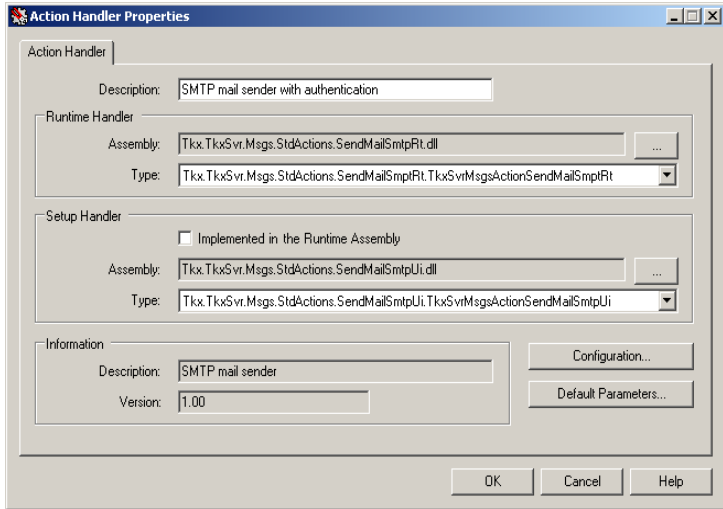 Action Handler Properties
Action Handler
Description: SMTP mail sender with authentication
Runtime Handler
Assembly: Tkx.TkxSvr.Msgs.StdActions.SendMailSmtpRt.dll ...
Type: Tkx.TkxSvr.Msgs.StdActions.SendMailSmptRt.TkxSvrMsgsActionSendMailSmptRt
Setup Handler
Implemented in the Runtime Assembly
Assembly: Tkx.TkxSvr.Msgs.StdActions.SendMailSmtpUi.dll ...
Type: Tkx.TkxSvr.Msgs.StdActions.SendMailSmtpUi.TkxSvrMsgsActionSendMailSmtpUi
Information
Description: SMTP mail sender
Version: 1.00
Configuration...
Default Parameters...
OK Cancel Help